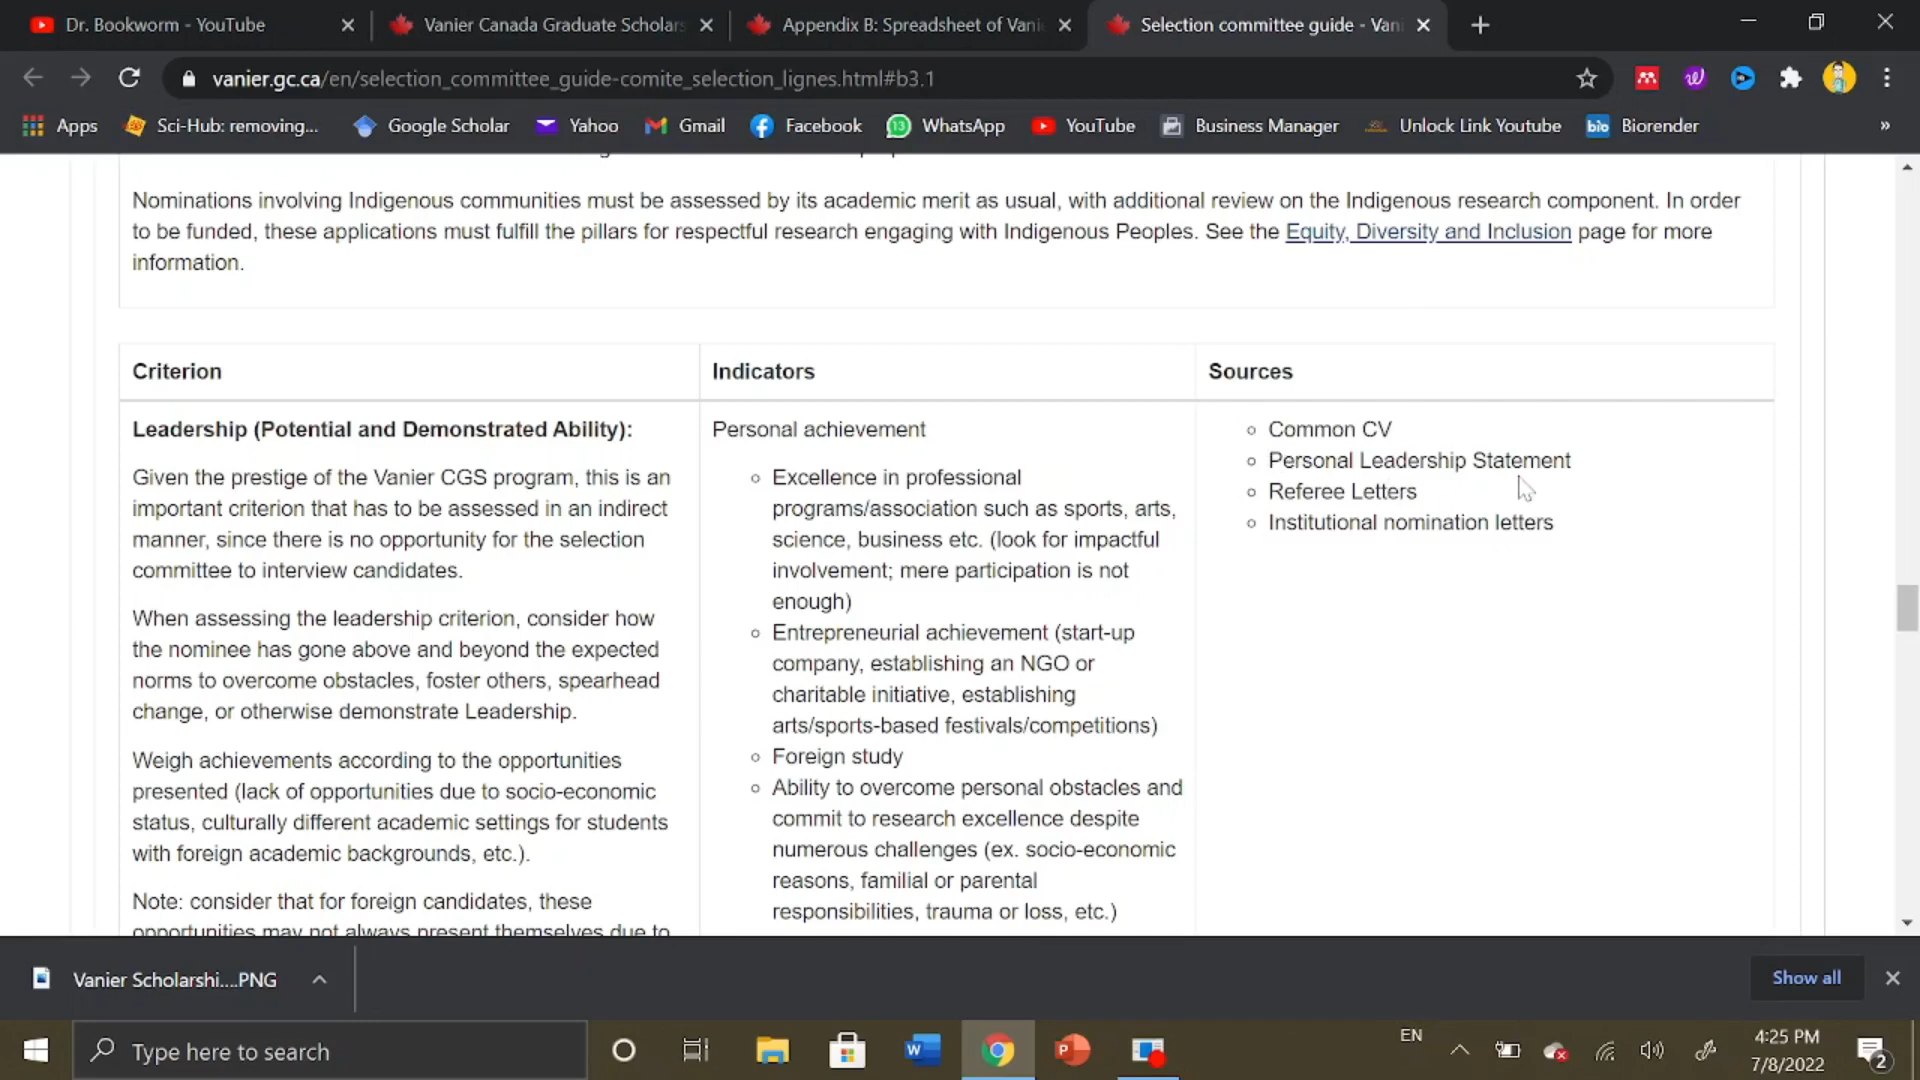 Dr. Bookworm - YouTube
Vanier Canada Graduate Scholars
Appendix B: Spreadsheet of Vani
Selection committee guide - Vani
vanier.gc.ca/en/selection_committee_guide-comite_selection_lignes.html#b3.1
Apps
Sci-Hub: removing...
Google Scholar
Yahoo
Gmail
Facebook
13
WhatsApp
YouTube
Business Manager
Unlock Link Youtube
bio
Biorender
»
Nominations involving Indigenous communities must be assessed by its academic merit as usual, with additional review on the Indigenous research component. In order
to be funded, these applications must fulfill the pillars for respectful research engaging with Indigenous Peoples. See the Equity, Diversity and Inclusion page for more
information.
Criterion
Indicators
Sources
Leadership (Potential and Demonstrated Ability):
Given the prestige of the Vanier CGS program, this is an
important criterion that has to be assessed in an indirect
manner, since there is no opportunity for the selection
committee to interview candidates.
When assessing the leadership criterion, consider how
the nominee has gone above and beyond the expected
norms to overcome obstacles, foster others, spearhead
change, or otherwise demonstrate Leadership.
Weigh achievements according to the opportunities
presented (lack of opportunities due to socio-economic
status, culturally different academic settings for students
with foreign academic backgrounds, etc.).
Note: consider that for foreign candidates, these
opportunities may not always present themselves due to
Personal achievement
Excellence in professional
programs/association such as sports, arts,
science, business etc. (look for impactful
involvement; mere participation is not
enough)
Entrepreneurial achievement (start-up
company, establishing an NGO or
charitable initiative, establishing
arts/sports-based festivals/competitions)
Foreign study
Ability to overcome personal obstacles and
commit to research excellence despite
numerous challenges (ex. socio-economic
reasons, familial or parental
responsibilities, trauma or loss, etc.)
Common CV
Personal Leadership Statement
Referee Letters
Institutional nomination letters
Vanier Scholarshi....PNG
Show all
Type here to search
EN
4:25 PM
7/8/2022
2